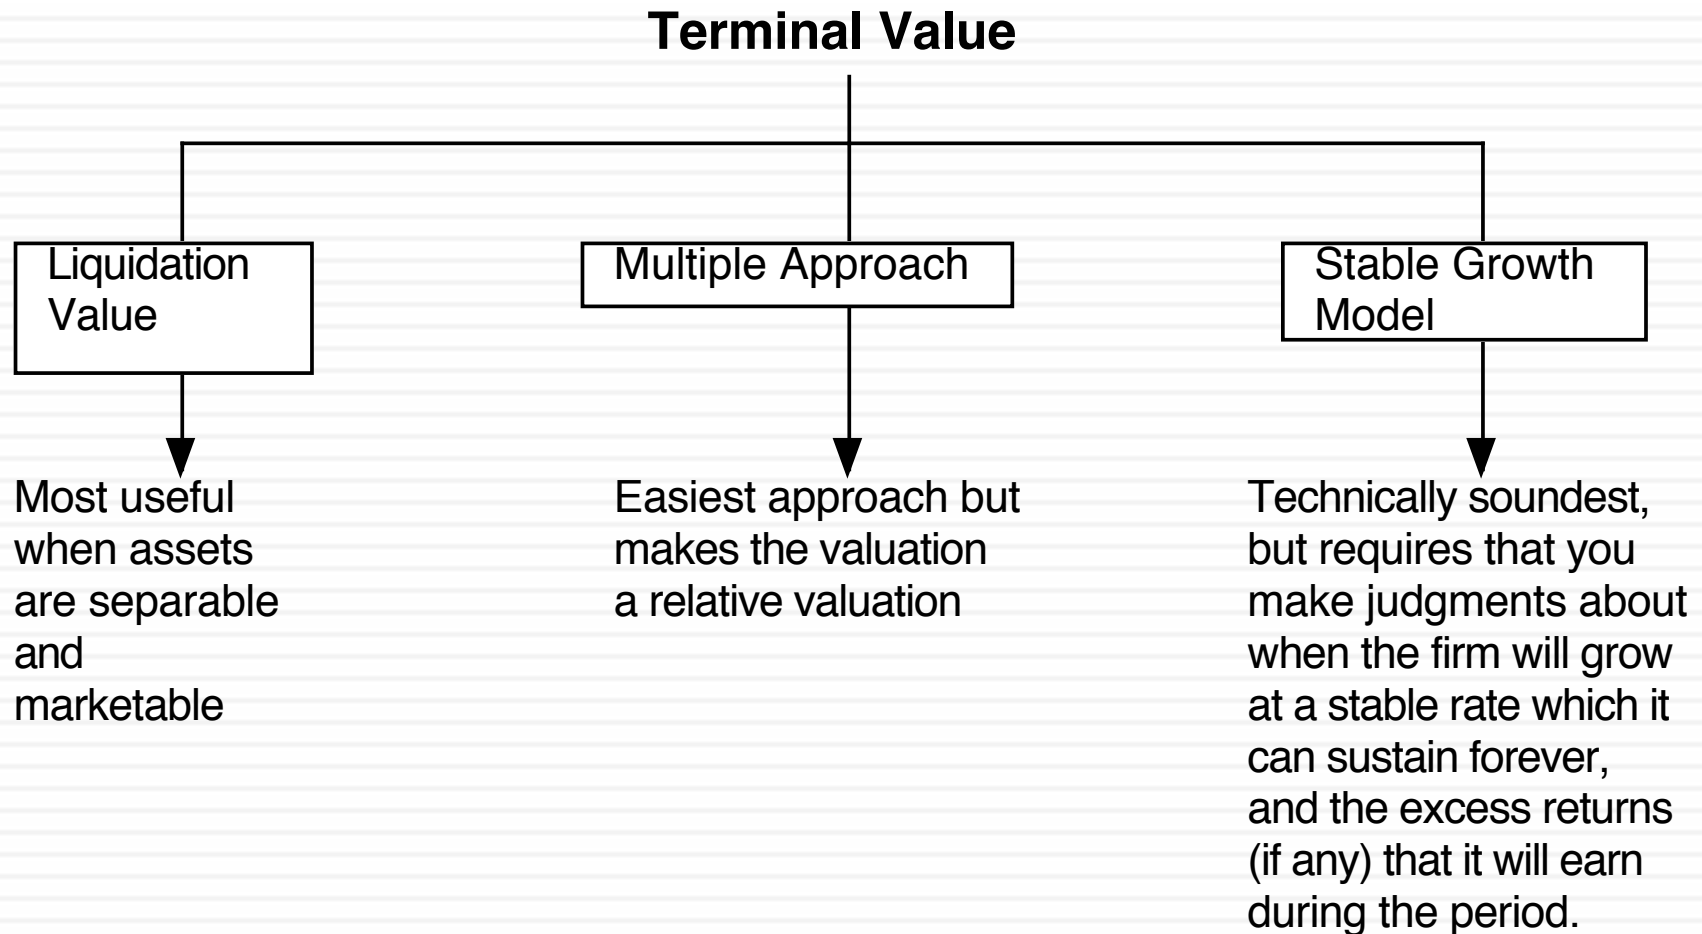 Terminal Value
Liquidation
Value
Multiple Approach
Stable Growth
Model
Most useful
when assets
are separable
and
marketable
Easiest approach but
makes the valuation
a relative valuation
Technically soundest,
but requires that you
make judgments about
when the firm will grow
at a stable rate which it
can sustain forever,
and the excess returns
(if any) that it will earn
during the period.